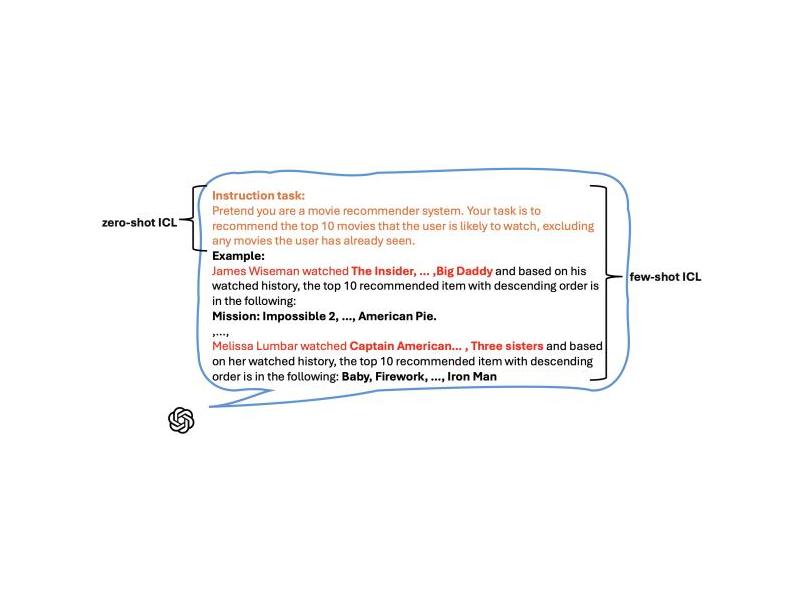 Instruction task:
Pretend you are a movie recommender system. Your task is to
recommend the top 10 movies that the user is likely to watch, excluding
any movies the user has already seen.
zero-shot ICL
Example:
James Wiseman watched The Insider, ... ,Big Daddy and based on his
watched history, the top 10 recommended item with descending order is
in the following:
few-shot ICL
Mission: Impossible 2, ..., American Pie.
,...,
Melissa Lumbar watched Captain American... , Three sisters and based
on her watched history, the top 10 recommended item with descending
order is in the following: Baby, Firework, ..., Iron Man